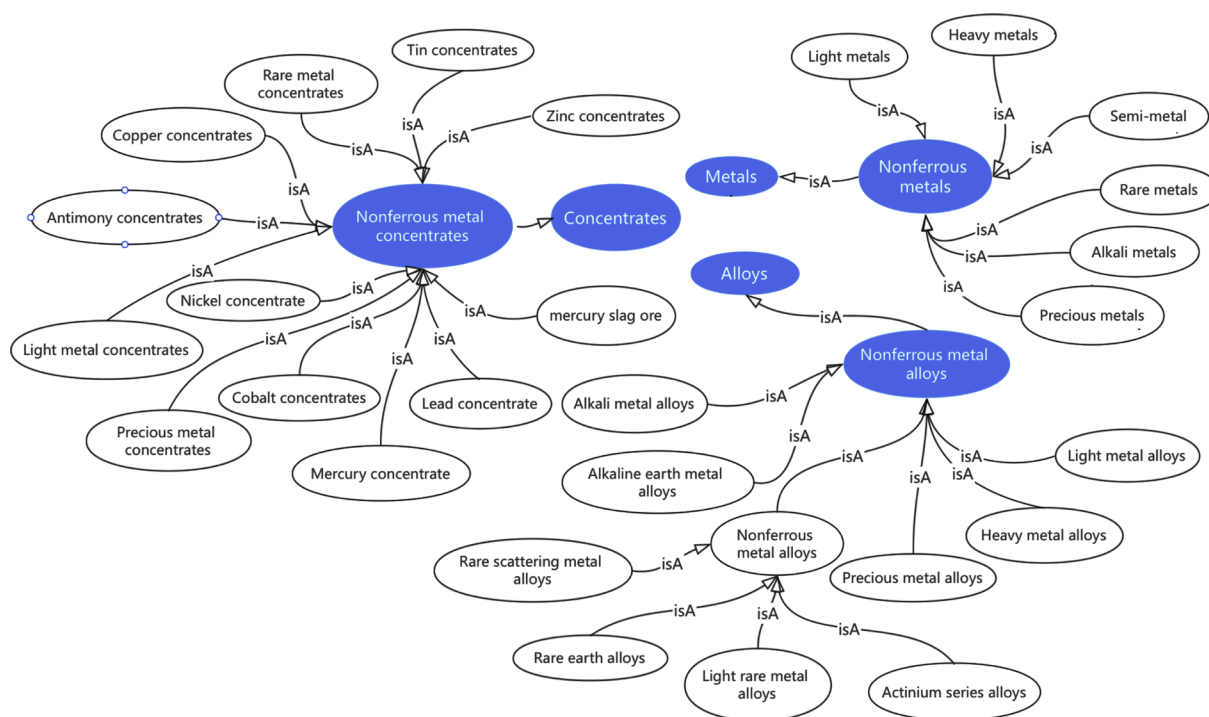 Tin concentrates
Rare metal
concentrates
isA
isA
isA
Zinc concentrates
Copper concentrates
isA
Antimony concentrates
isA
Nonferrous metal
concentrates
Concentrates
isA
Nickel concentrate
isA
isA
mercury slag ore
isA
Light metal concentrates
isA
isA
isA
Cobalt concentrates
Lead concentrate
Precious metal
concentrates
Mercury concentrate
Heavy metals
Light metals
isA
isA
Semi-metal
isA
Metals
isA
Nonferrous
metals
Rare metals
isA
Alkali metals
isA
isA
Precious metals
Alloys
isA
Nonferrous metal
alloys
Alkali metal alloys
isA
Alkaline earth metal
alloys
isA
isA
isA
Light metal alloys
isA
isA
Heavy metal alloys
Nonferrous
metal alloys
Rare scattering metal
alloys
isA
Precious metal alloys
isA
isA
isA
Rare earth alloys
Light rare metal
alloys
Actinium series alloys